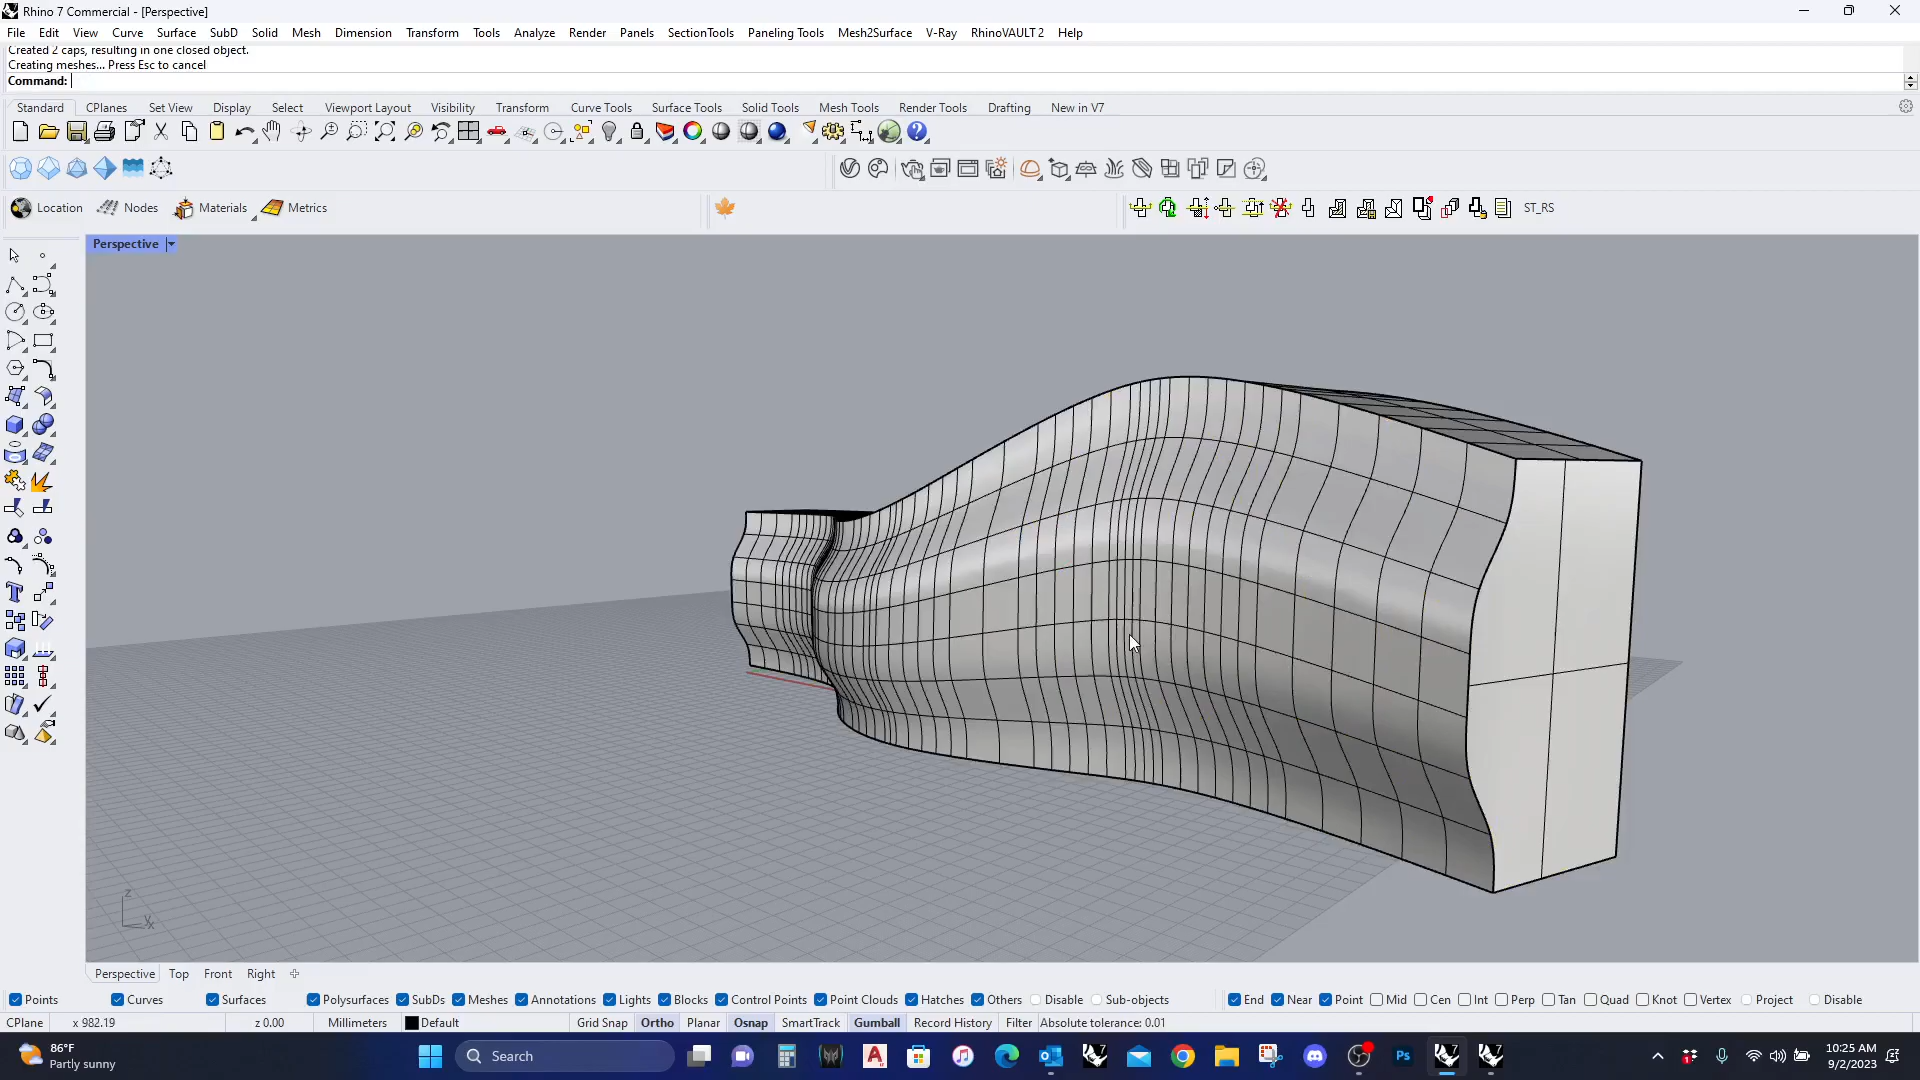 Rhino 7 Commercial - [Perspective]
File Edit View Curve Surface SubD Solid Mesh Dimension Transform Tools Analyze Render Panels SectionTools Paneling Tools Mesh2Surface V-Ray RhinoVAULT 2 Help
Created 2 caps, resulting in one closed object.
Creating meshes... Press Esc to cancel
Command:
Standard CPlanes Set View Display Select Viewport Layout Visibility Transform Curve Tools Surface Tools Solid Tools Mesh Tools Render Tools Drafting New in V7
Location Nodes Materials Metrics ST_RS
Perspective
z
y
x
Perspective Top Front Right
Points Curves Surfaces Polysurfaces SubDs Meshes Annotations Lights Blocks Control Points Point Clouds Hatches Others Disable Sub-objects End Near Point Mid Cen Int Perp Tan Quad Knot Vertex Project Disable
CPlane x 982.19 z 0.00 Millimeters Default Grid Snap Ortho Planar Osnap SmartTrack Gumball Record History Filter Absolute tolerance: 0.01
86°F
Partly sunny
Search
Ps
10:25 AM
9/2/2023